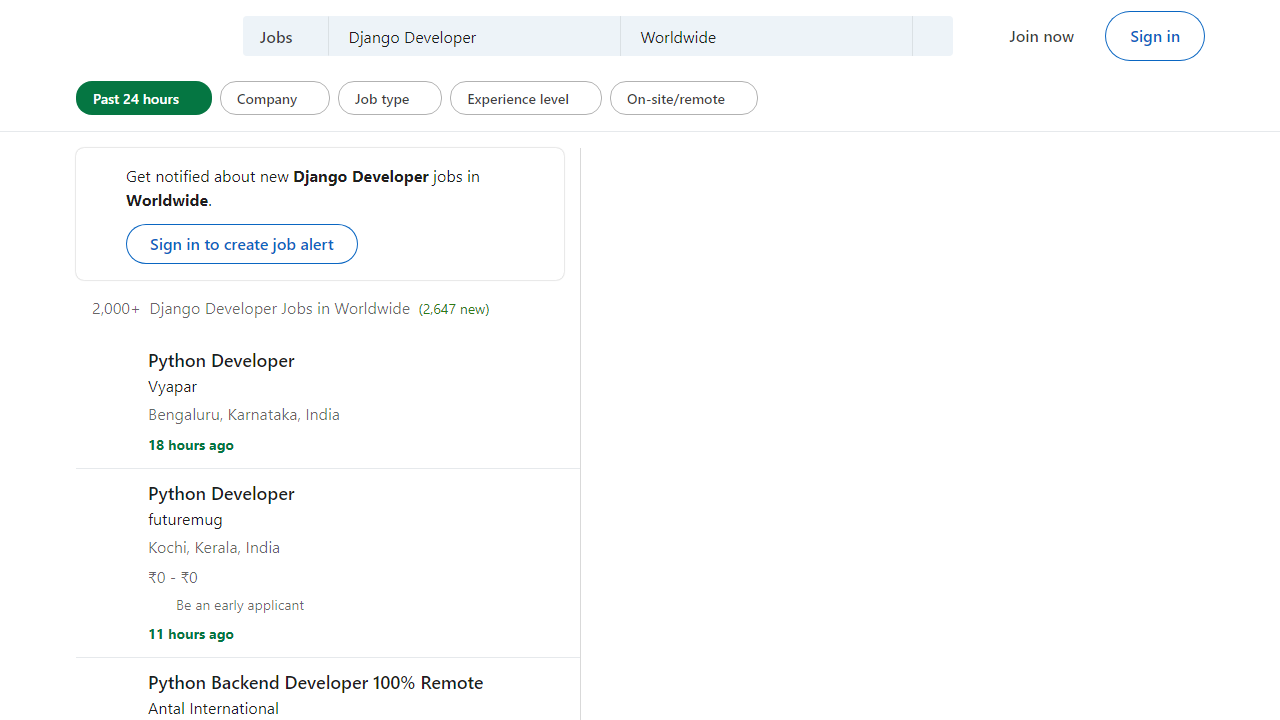 Jobs Django Developer Worldwide Join now Sign in
Past 24 hours Company Job type Experience level On-site/remote
Get notified about new Django Developer jobs in
Worldwide.
Sign in to create job alert
2,000+ Django Developer Jobs in Worldwide (2,647 new)
Python Developer
Vyapar
Bengaluru, Karnataka, India
18 hours ago
Python Developer
futuremug
Kochi, Kerala, India
₹0 - ₹0
Be an early applicant
11 hours ago
Python Backend Developer 100% Remote
Antal International